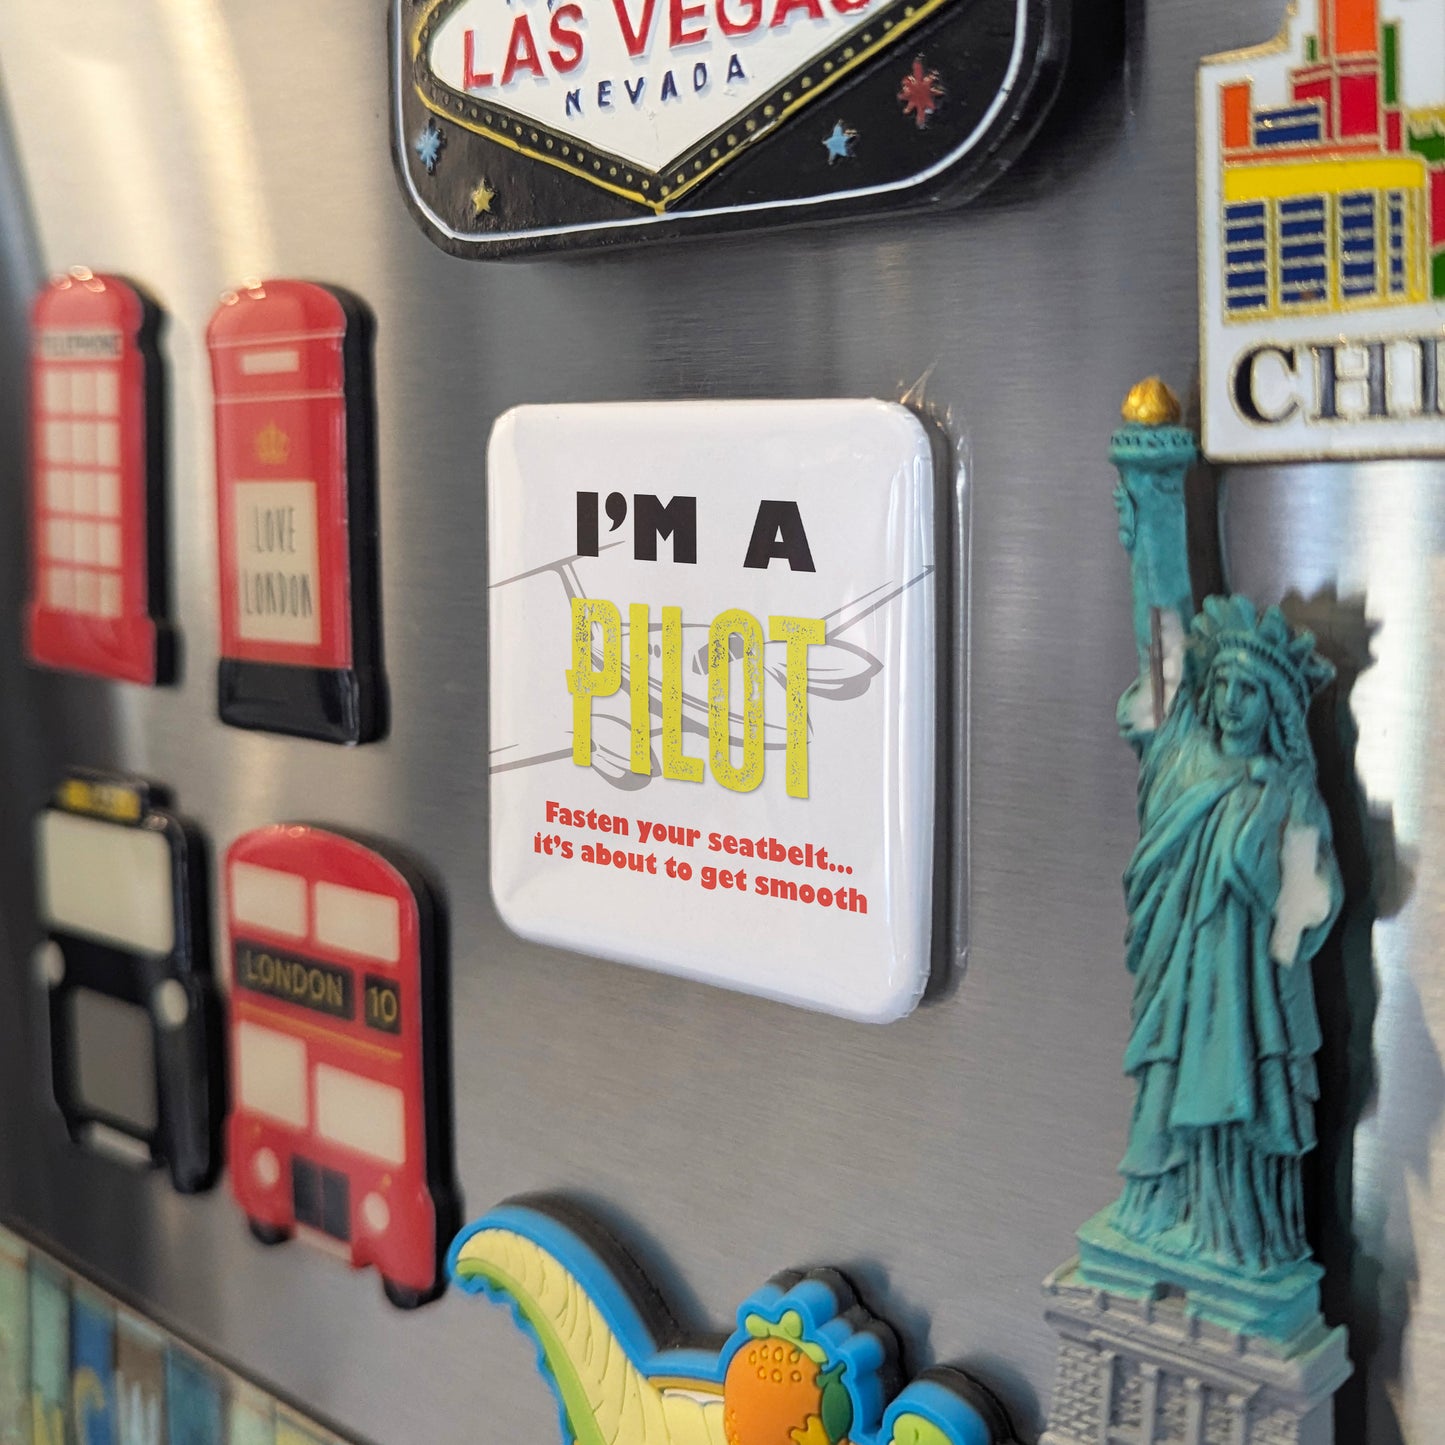 LAS VEGAS
NEVADA
CHI
TELEPHONE
LOVE
LONDON
I'M A
PILOT
Fasten your seatbelt...
it's about to get smooth
LONDON 10